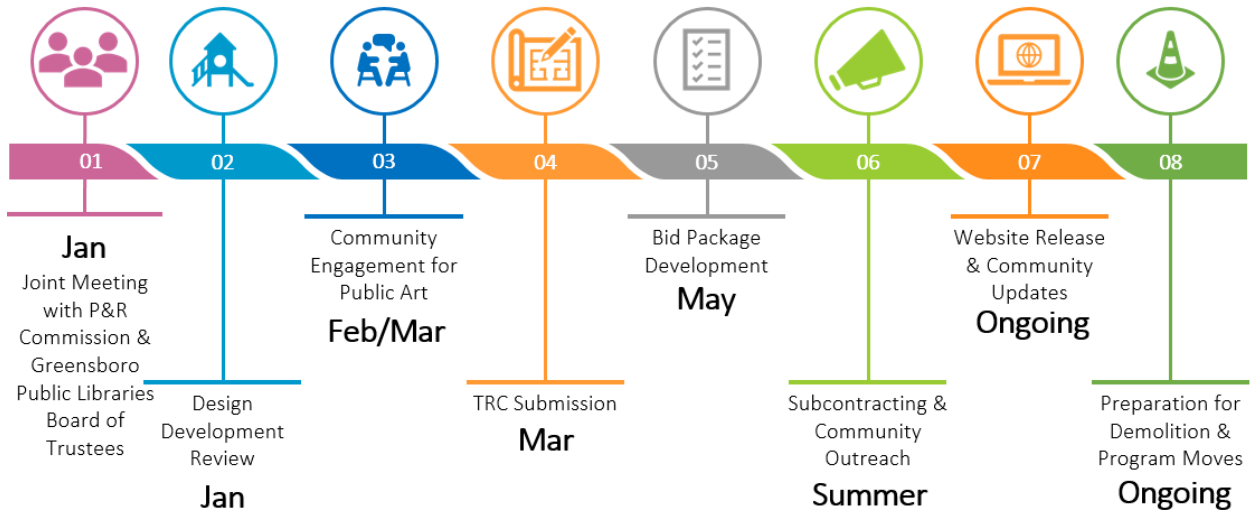 01
02
03
04
05
06
07
08
Jan
Joint Meeting
with P&R
Commission &
Greensboro
Public Libraries
Board of
Trustees
Design
Development
Review
Jan
Community
Engagement for
Public Art
Feb/Mar
TRC Submission
Mar
Bid Package
Development
May
Subcontracting &
Community
Outreach
Summer
Website Release
& Community
Updates
Ongoing
Preparation for
Demolition &
Program Moves
Ongoing